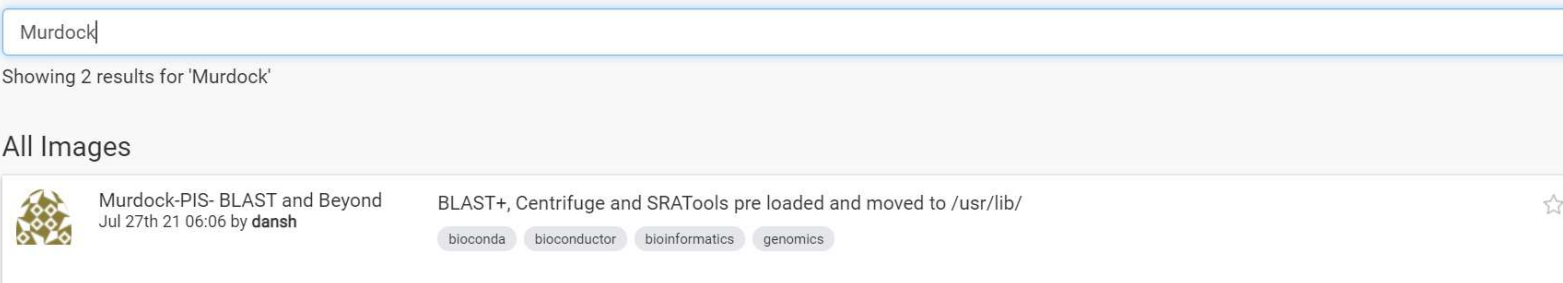 Murdock
Showing 2 results for 'Murdock'
All Images
Murdock-PIS- BLAST and Beyond
Jul 27th 21 06:06 by dansh
BLAST+, Centrifuge and SRATools pre loaded and moved to /usr/lib/
bioconda bioconductor bioinformatics genomics